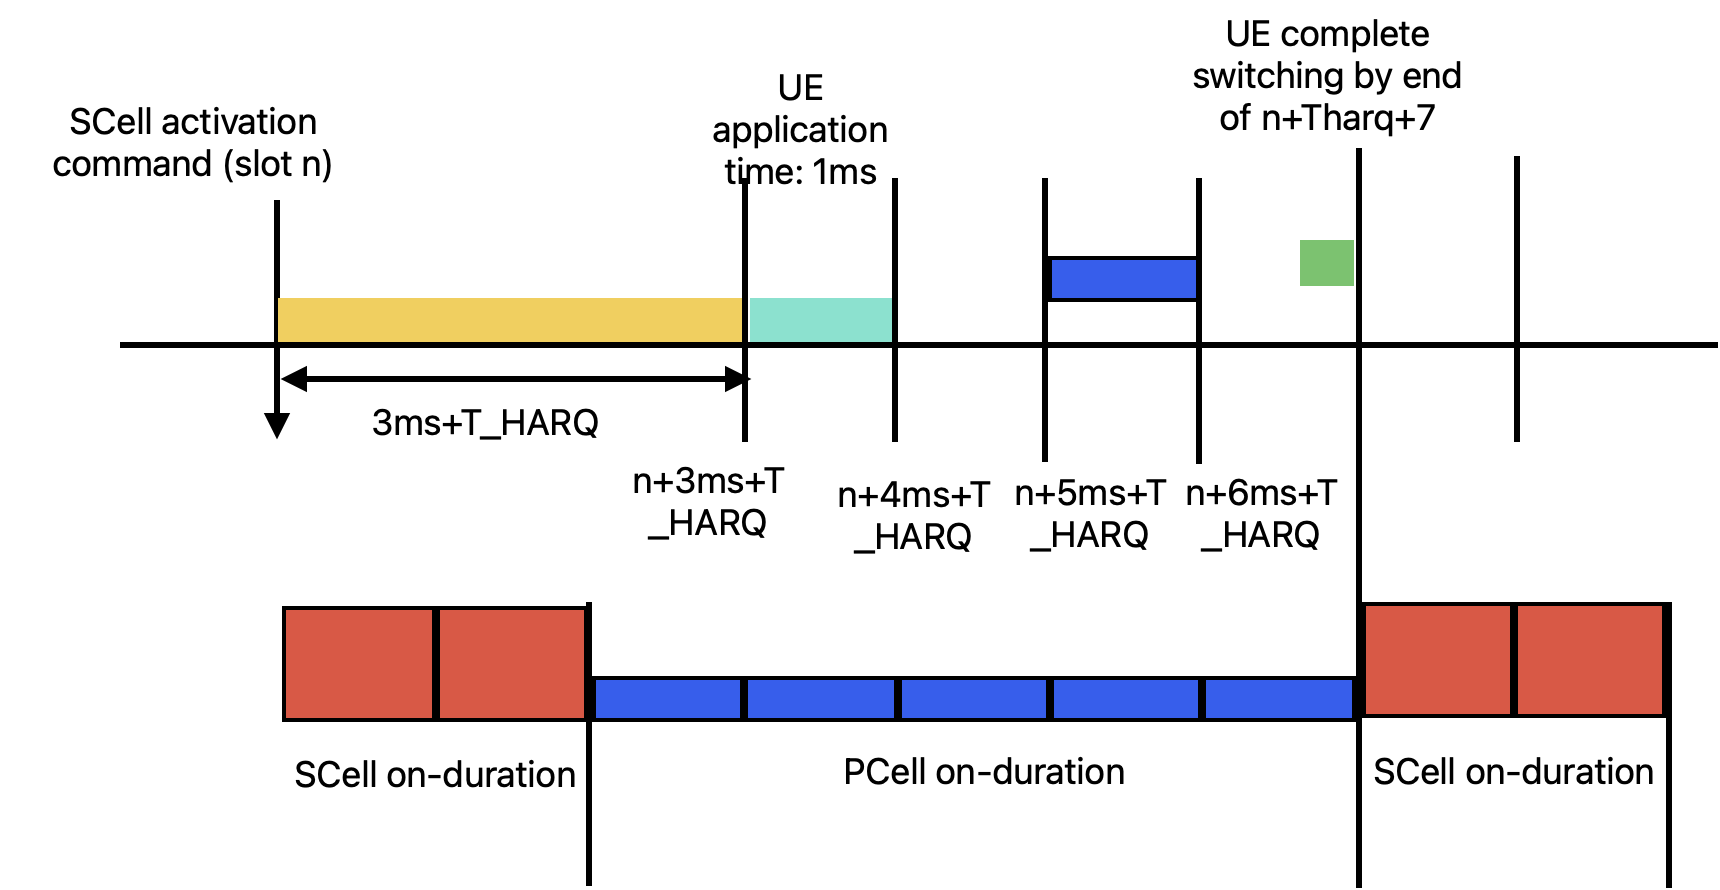 UE complete
switching by end
of n+Tharq+7
UE
application
time: 1ms
SCell activation
command (slot n)
3ms+T_HARQ
n+3ms+T
_HARQ
n+4ms+T
_HARQ
n+5ms+T
_HARQ
n+6ms+T
_HARQ
SCell on-duration
PCell on-duration
SCell on-duration